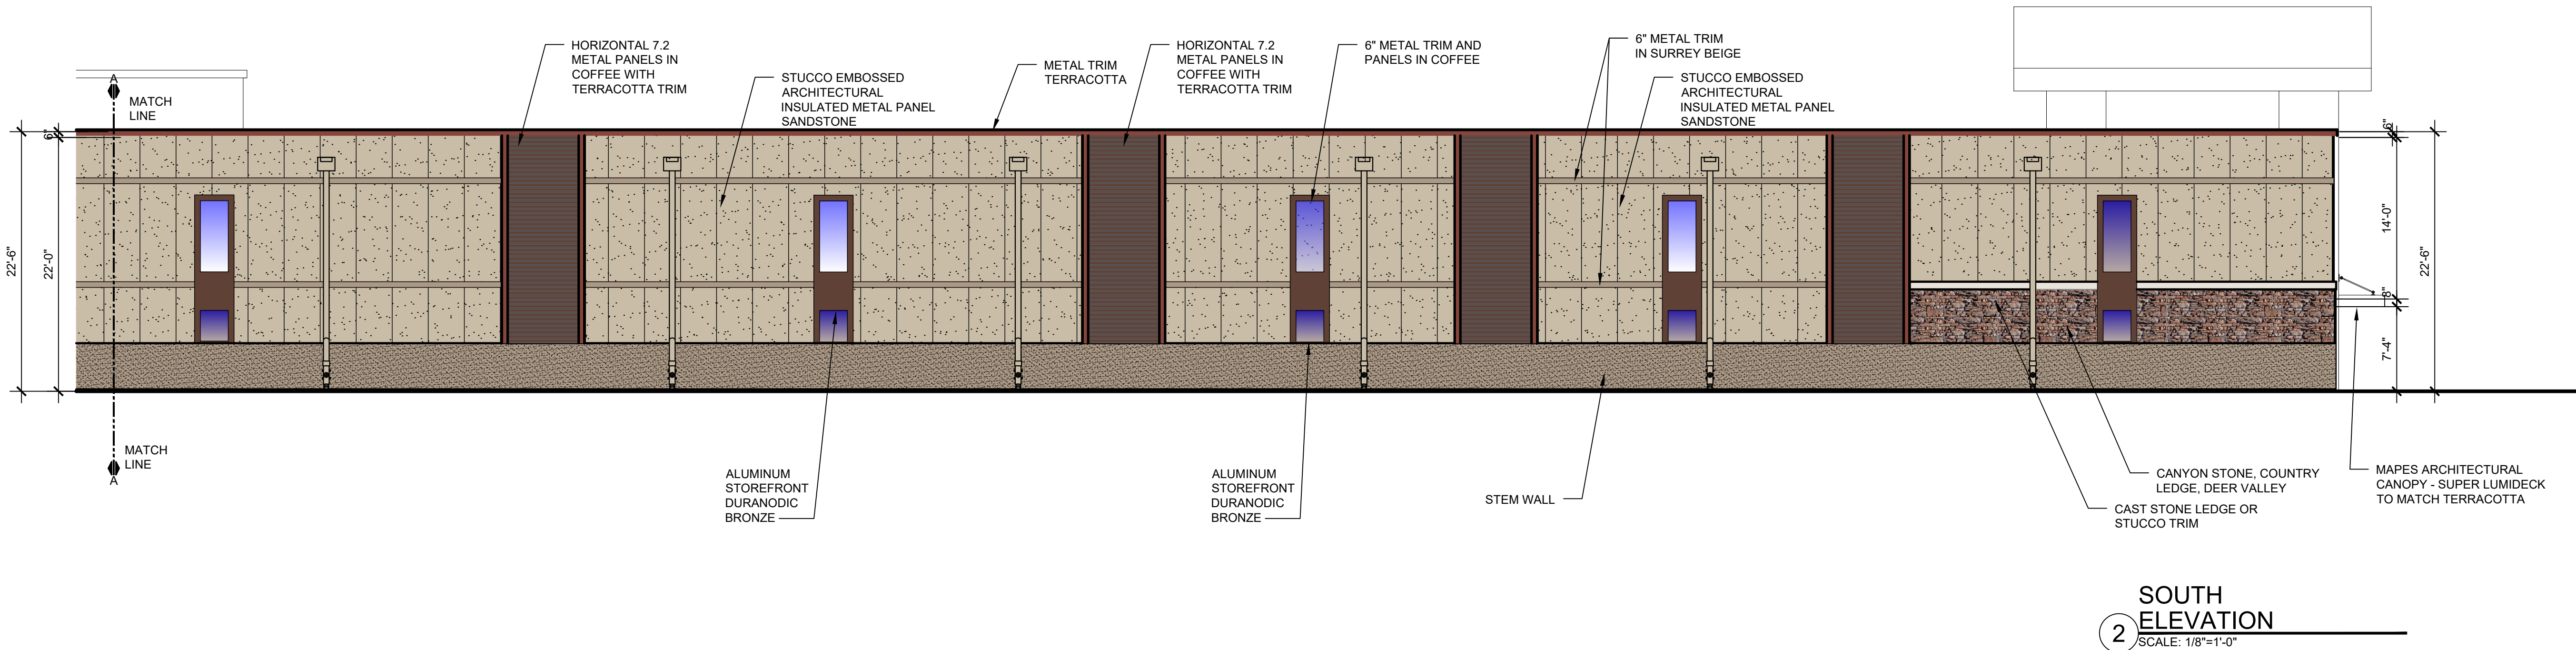 HORIZONTAL 7.2
METAL PANELS IN
COFFEE WITH
TERRACOTTA TRIM
STUCCO EMBOSSED
ARCHITECTURAL
INSULATED METAL PANEL
SANDSTONE
METAL TRIM
TERRACOTTA
HORIZONTAL 7.2
METAL PANELS IN
COFFEE WITH
TERRACOTTA TRIM
6" METAL TRIM AND
PANELS IN COFFEE
6" METAL TRIM
IN SURREY BEIGE
STUCCO EMBOSSED
ARCHITECTURAL
INSULATED METAL PANEL
SANDSTONE
A
MATCH
LINE
22'-6"
22'-0"
6"
6"
14'-0"
8"
7'-4"
22'-6"
MATCH
LINE
A
ALUMINUM
STOREFRONT
DURANODIC
BRONZE
ALUMINUM
STOREFRONT
DURANODIC
BRONZE
STEM WALL
CANYON STONE, COUNTRY
LEDGE, DEER VALLEY
CAST STONE LEDGE OR
STUCCO TRIM
MAPES ARCHITECTURAL
CANOPY - SUPER LUMIDECK
TO MATCH TERRACOTTA
2
SOUTH
ELEVATION
SCALE: 1/8"=1'-0"